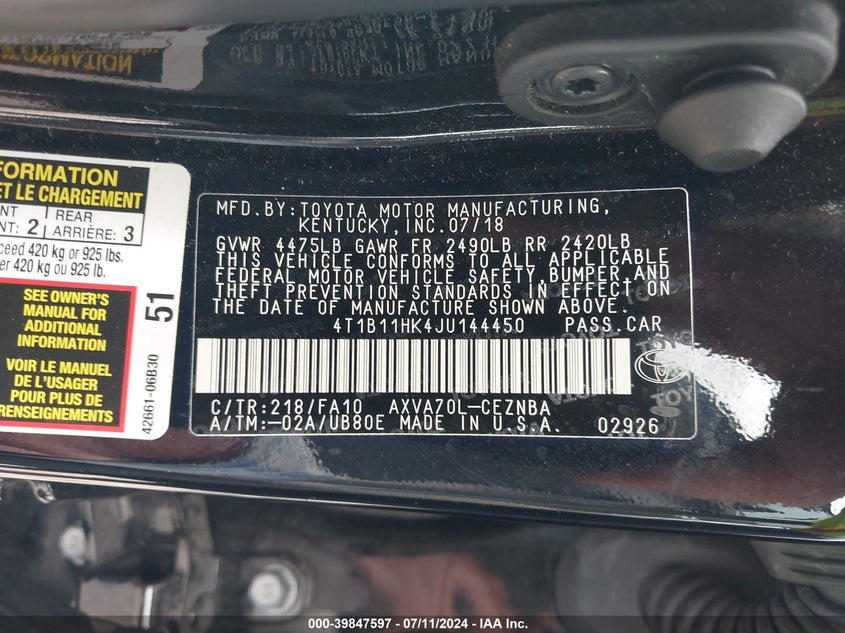 FORMATION
ET LE CHARGEMENT
2
REAR
ARRIÈRE: 3
420 kg or 925 lbs.
420 kg ou 925 lb.
SEE OWNER'S
MANUAL FOR
ADDITIONAL
VOIR LE MANUEL
DE L'USAGER
POUR PLUS DE
RENSEIGNEMENTS
51
42661-06B30
MFD.BY:TOYOTA MOTOR MANUFACTURING,
KENTUCKY,INC.07/18
GVWR 4475LB GAWR FR 2490LB RR 2420LB
THIS VEHICLE CONFORMS TO ALL APPLICABLE
FEDERAL MOTOR VEHICLE SAFETY,BUMPER,AND
THEFT PREVENTION STANDARDS IN EFFECT ON
THE DATE OF MANUFACTURE SHOWN ABOVE.
4T1B11HK4JU144450 PASS.CAR
C/TR:218/FA10 AXVA70L-CEZNBA
A/TM:-02A/UB80E MADE IN U.S.A. 02926
TOYOTA
000-39847597 - 07/11/2024 - IAA Inc.